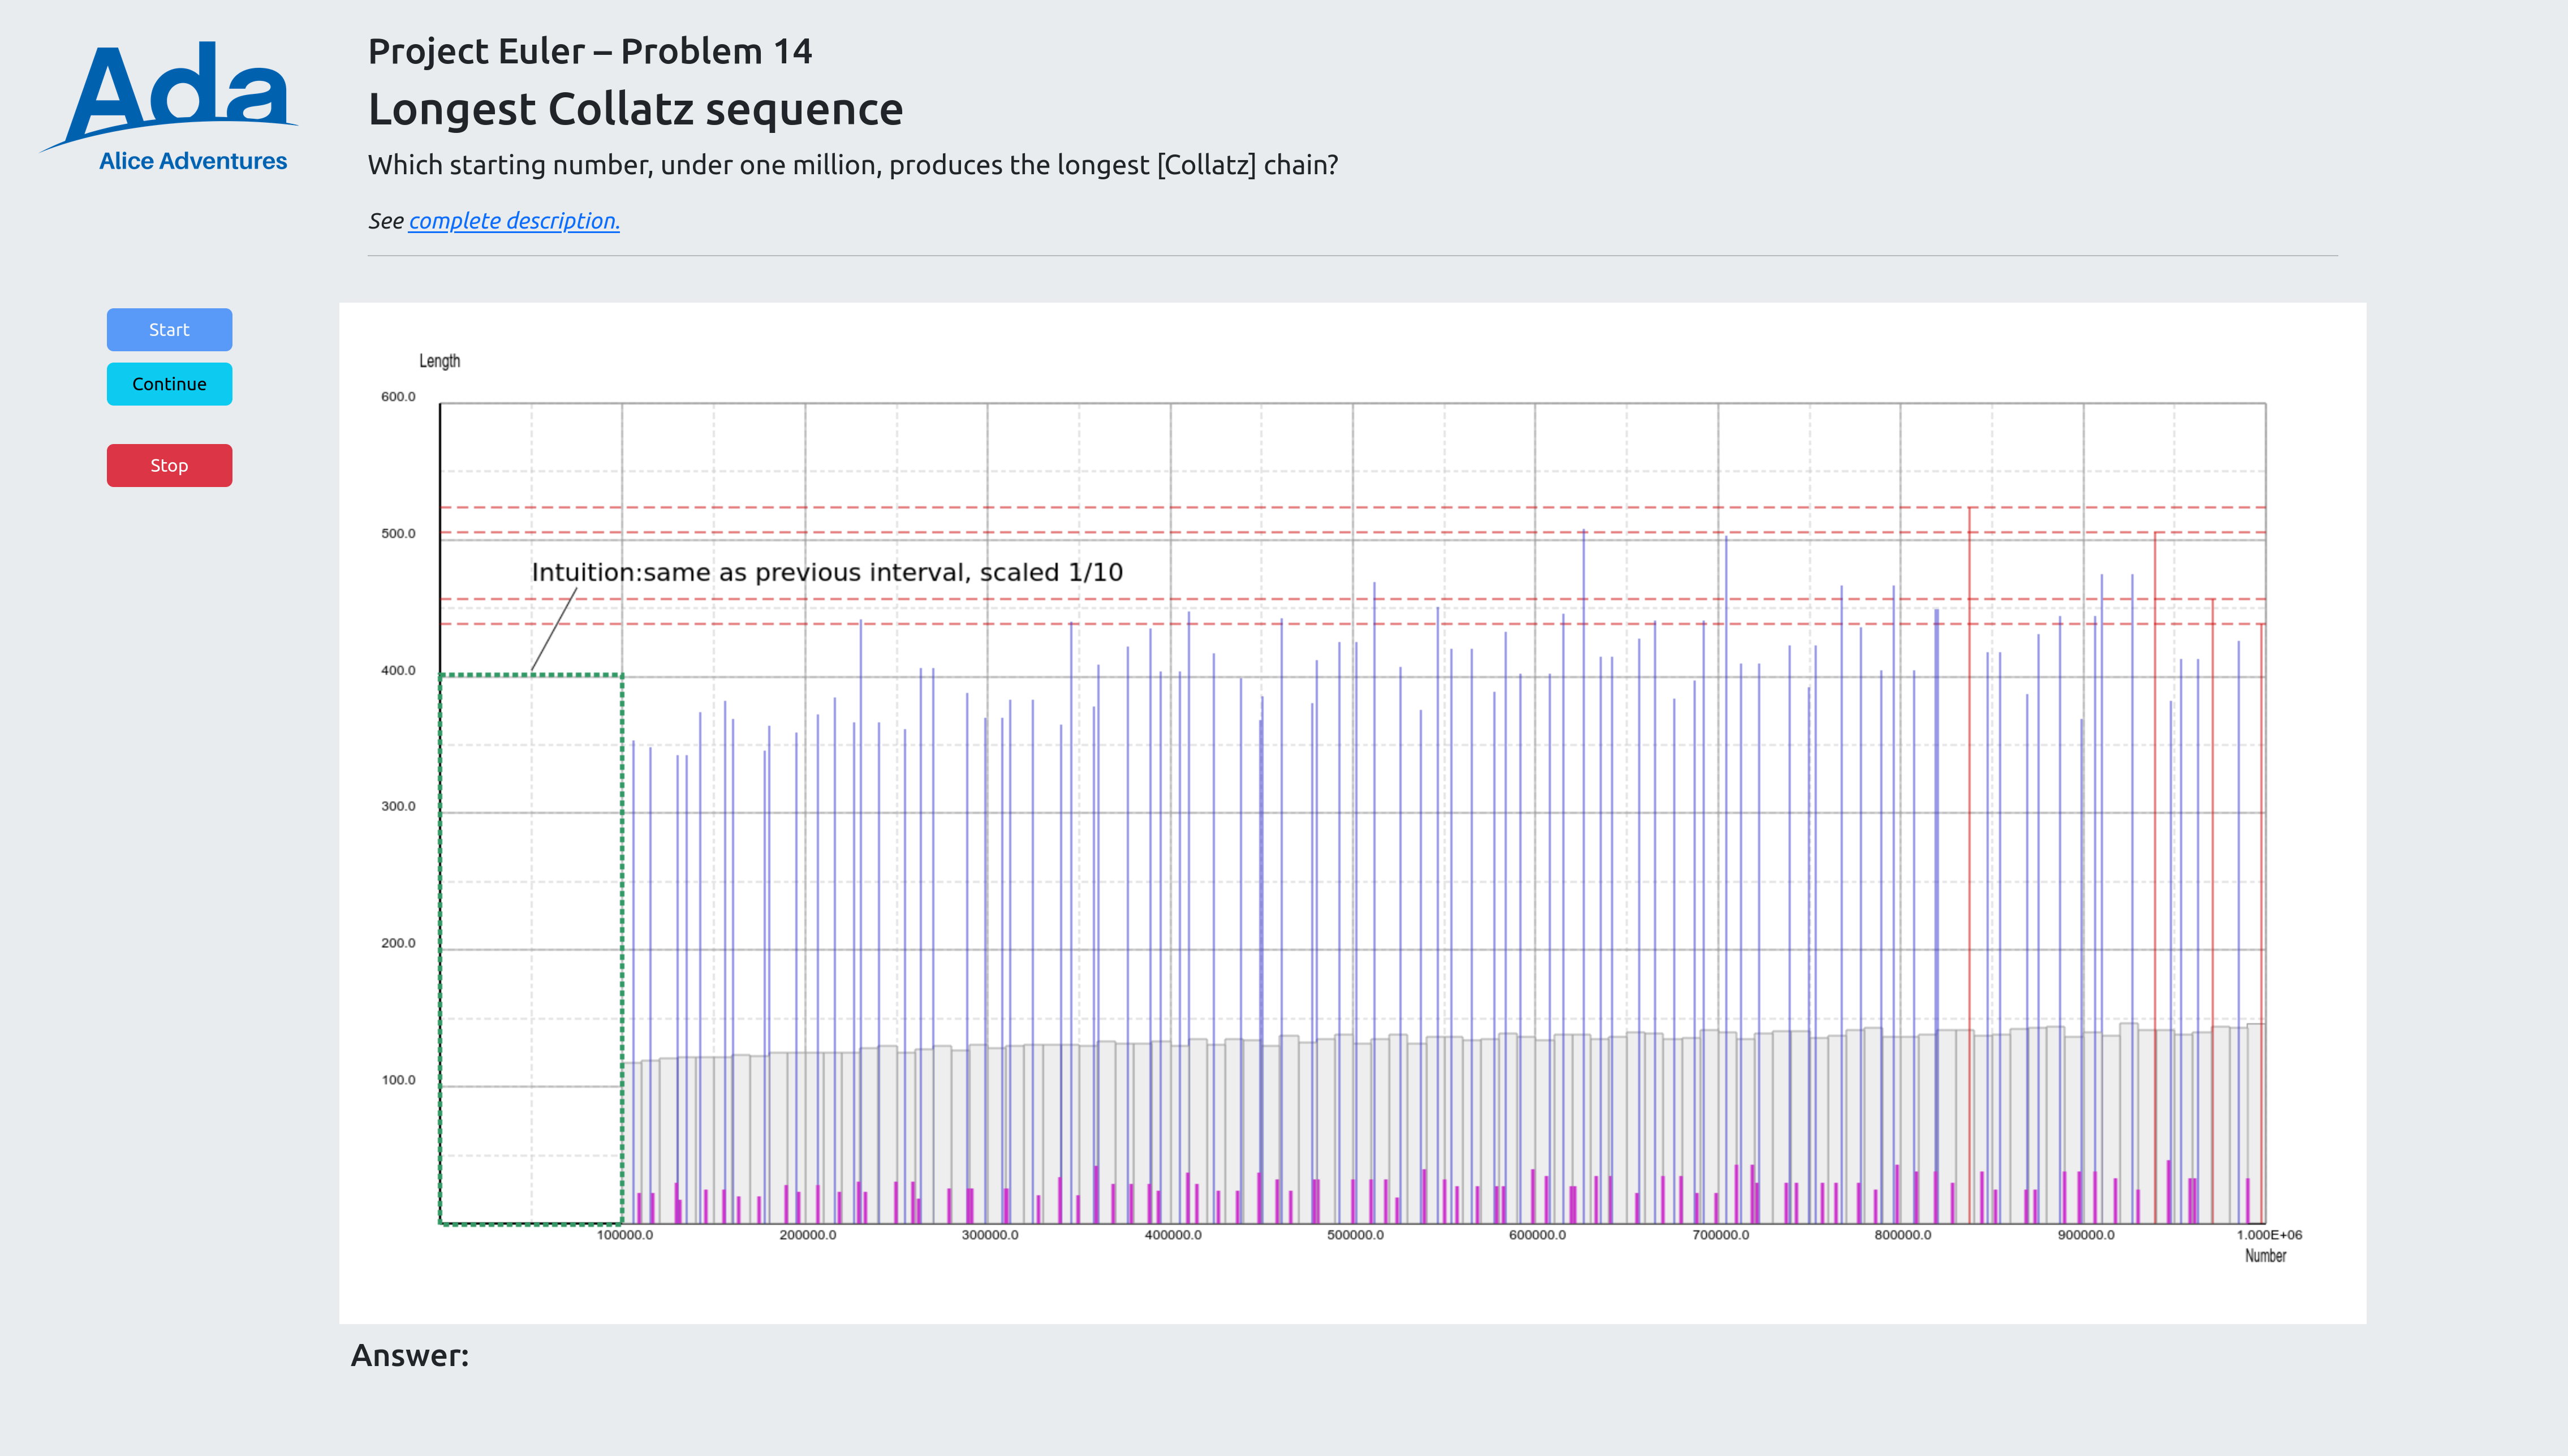 Ada
Alice Adventures
Project Euler – Problem 14
Longest Collatz sequence
Which starting number, under one million, produces the longest [Collatz] chain?
See complete description.
Start
Continue
Stop
Length
600.0
500.0
Intuition:same as previous interval, scaled 1/10
400.0
300.0
200.0
100.0
100000.0 200000.0 300000.0 400000.0 500000.0 600000.0 700000.0 800000.0 900000.0 1.000E+06
Number
Answer: